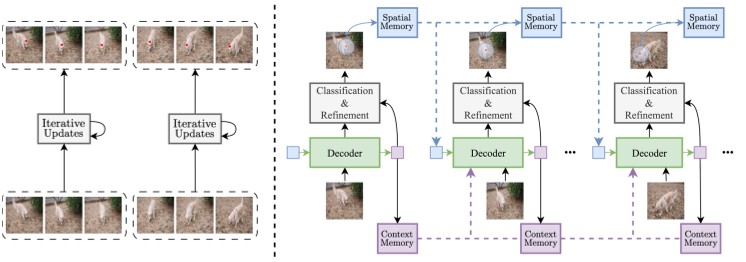 Iterative
Updates
Iterative
Updates
Spatial
Memory
Spatial
Memory
Spatial
Memory
Classification
&
Refinement
Classification
&
Refinement
Classification
&
Refinement
Decoder
Decoder
Decoder
...
...
Context
Memory
Context
Memory
Context
Memory